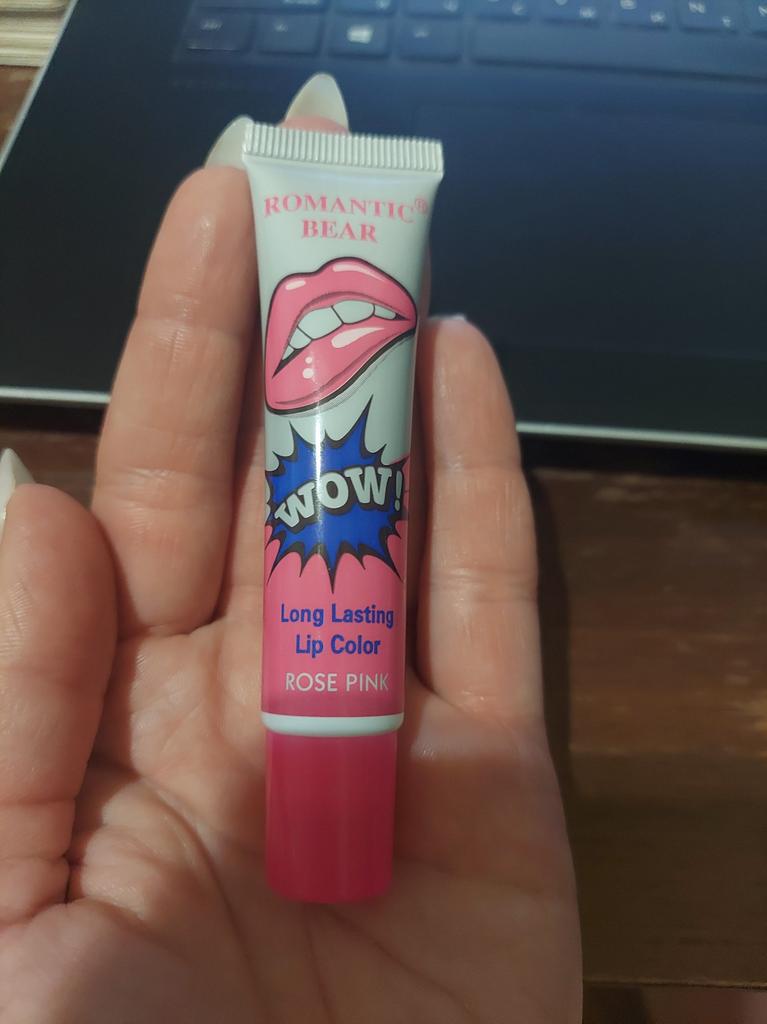 ROMANTIC®
BEAR
WOW!
Long Lasting
Lip Color
ROSE PINK